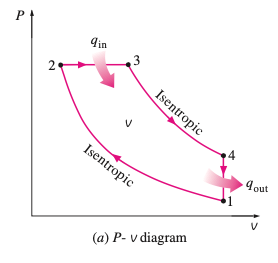 P
q_in
2
3
Isentropic
v
Isentropic
4
q_out
1
v
(a) P- v diagram